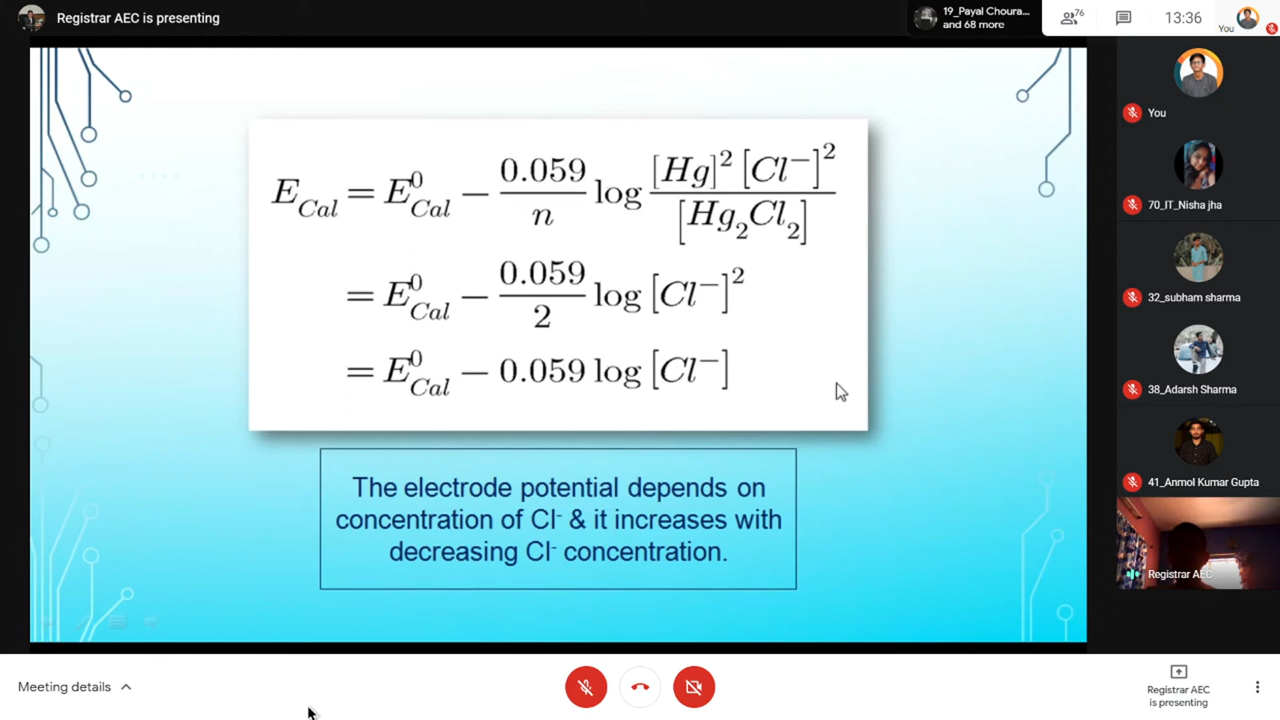 Registrar AEC is presenting
19_Payal Choura...
and 68 more
76
13:36
You
E_Cal = E^0_Cal − 0.059/n log [Hg]^2 [Cl^−]^2 / [Hg_2Cl_2]
= E^0_Cal − 0.059/2 log [Cl^−]^2
= E^0_Cal − 0.059 log [Cl^−]
The electrode potential depends on
concentration of Cl⁻ & it increases with
decreasing Cl⁻ concentration.
You
70_IT_Nisha jha
32_subham sharma
38_Adarsh Sharma
41_Anmol Kumar Gupta
Registrar AEC
Meeting details
Registrar AEC
is presenting